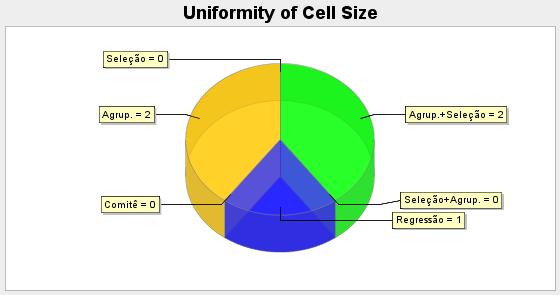 Uniformity of Cell Size
Seleção = 0
Agrup. = 2
Agrup.+Seleção = 2
Comitê = 0
Seleção+Agrup. = 0
Regressão = 1